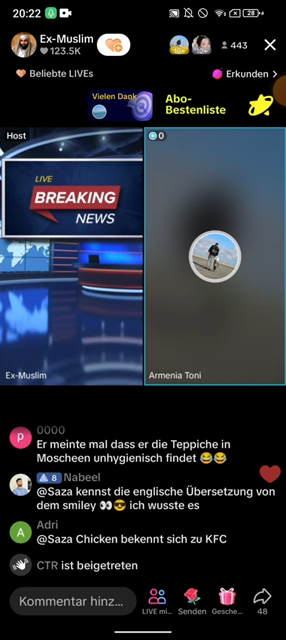 20:22
28
Ex-Muslim
123.5K
443
Beliebte LIVEs
Erkunden
Vielen Dank
Abo-
Bestenliste
Host
0
LIVE
BREAKING
NEWS
Ex-Muslim
Armenia Toni
p
0000
Er meinte mal dass er die Teppiche in
Moscheen unhygienisch findet 😂😂
8 Nabeel
@Saza kennst die englische Übersetzung von
dem smiley 👀😎 ich wusste es
A
Adri
@Saza Chicken bekennt sich zu KFC
CTR ist beigetreten
Kommentar hinz...
LIVE mi...
Senden
Gesche...
48